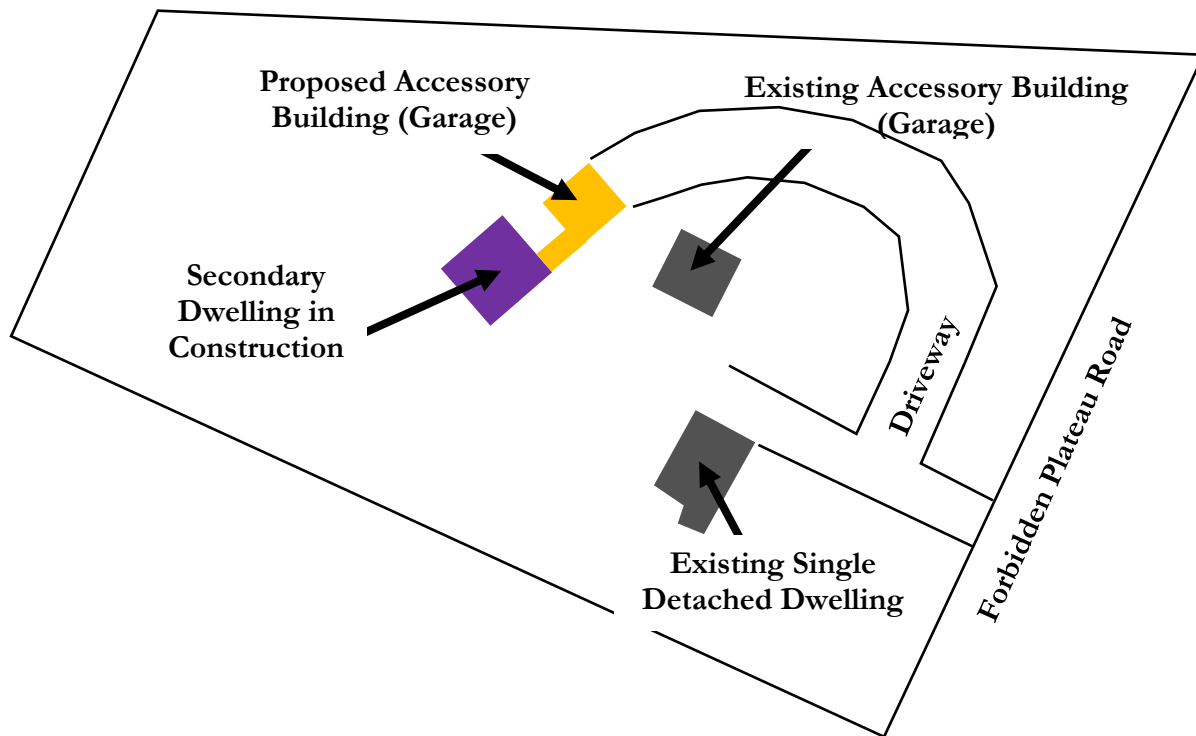 Proposed Accessory
Building (Garage)
Existing Accessory Building
(Garage)
Secondary
Dwelling in
Construction
Driveway
Forbidden Plateau Road
Existing Single
Detached Dwelling